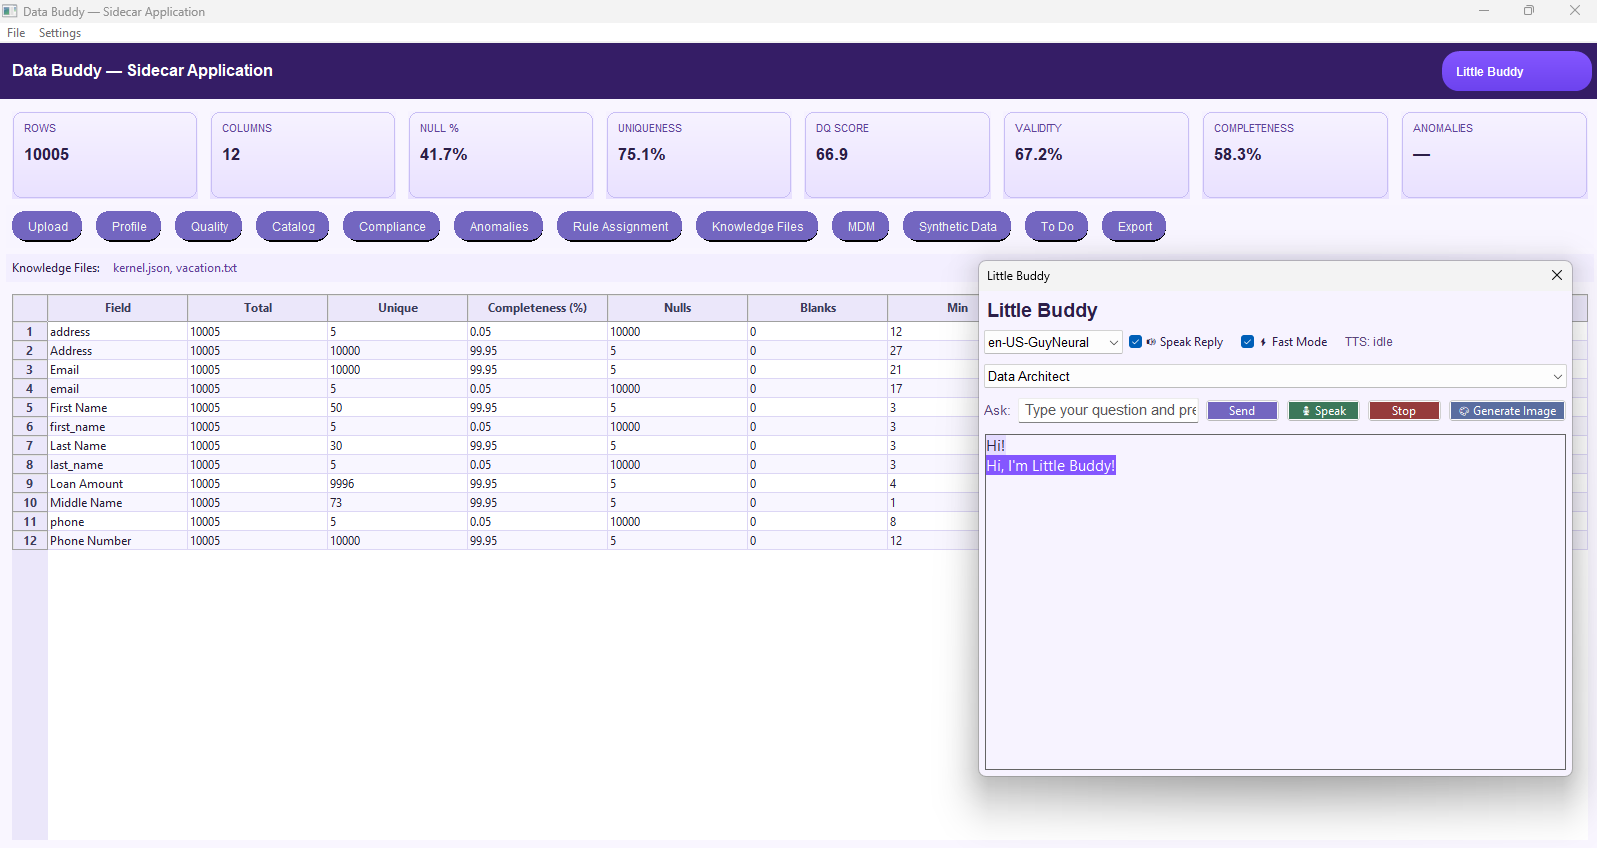 Data Buddy — Sidecar Application
File Settings
Data Buddy — Sidecar Application
Little Buddy
ROWS COLUMNS NULL % UNIQUENESS DQ SCORE VALIDITY COMPLETENESS ANOMALIES
10005 12 41.7% 75.1% 66.9 67.2% 58.3% —
Upload Profile Quality Catalog Compliance Anomalies Rule Assignment Knowledge Files MDM Synthetic Data To Do Export
Knowledge Files: kernel.json, vacation.txt
Field Total Unique Completeness (%) Nulls Blanks Min
1 address 10005 5 0.05 10000 0 12
2 Address 10005 10000 99.95 5 0 27
3 Email 10005 10000 99.95 5 0 21
4 email 10005 5 0.05 10000 0 17
5 First Name 10005 50 99.95 5 0 3
6 first_name 10005 5 0.05 10000 0 3
7 Last Name 10005 30 99.95 5 0 3
8 last_name 10005 5 0.05 10000 0 3
9 Loan Amount 10005 9996 99.95 5 0 4
10 Middle Name 10005 73 99.95 5 0 1
11 phone 10005 5 0.05 10000 0 8
12 Phone Number 10005 10000 99.95 5 0 12
Little Buddy
Little Buddy
en-US-GuyNeural Speak Reply Fast Mode TTS: idle
Data Architect
Ask: Type your question and pre Send Speak Stop Generate Image
Hi!
Hi, I'm Little Buddy!